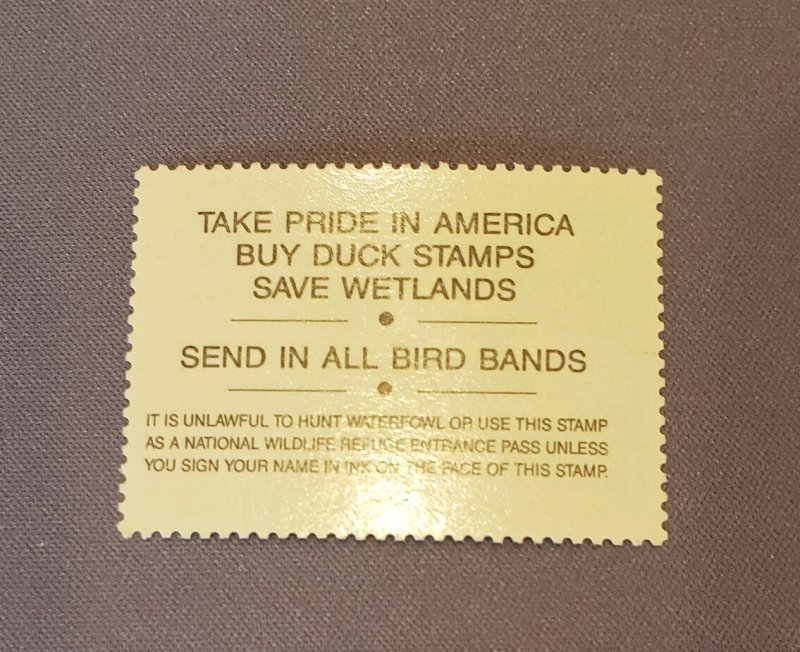 TAKE PRIDE IN AMERICA
BUY DUCK STAMPS
SAVE WETLANDS
SEND IN ALL BIRD BANDS
IT IS UNLAWFUL TO HUNT WATERFOWL OR USE THIS STAMP
AS A NATIONAL WILDLIFE REFUGE ENTRANCE PASS UNLESS
YOU SIGN YOUR NAME IN INK ON THE FACE OF THIS STAMP.